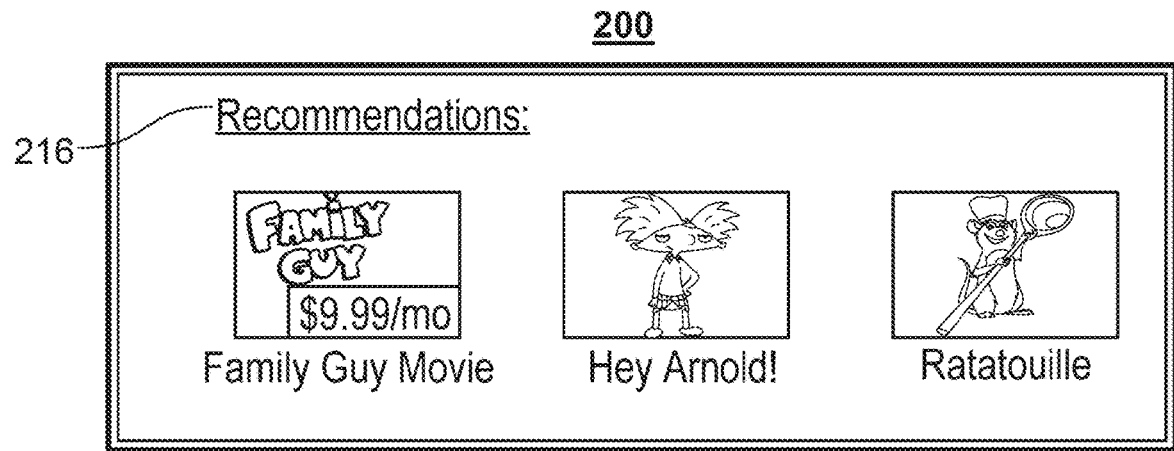 200
216
Recommendations:
FAMILY
GUY
$9.99/mo
Family Guy Movie
Hey Arnold!
Ratatouille